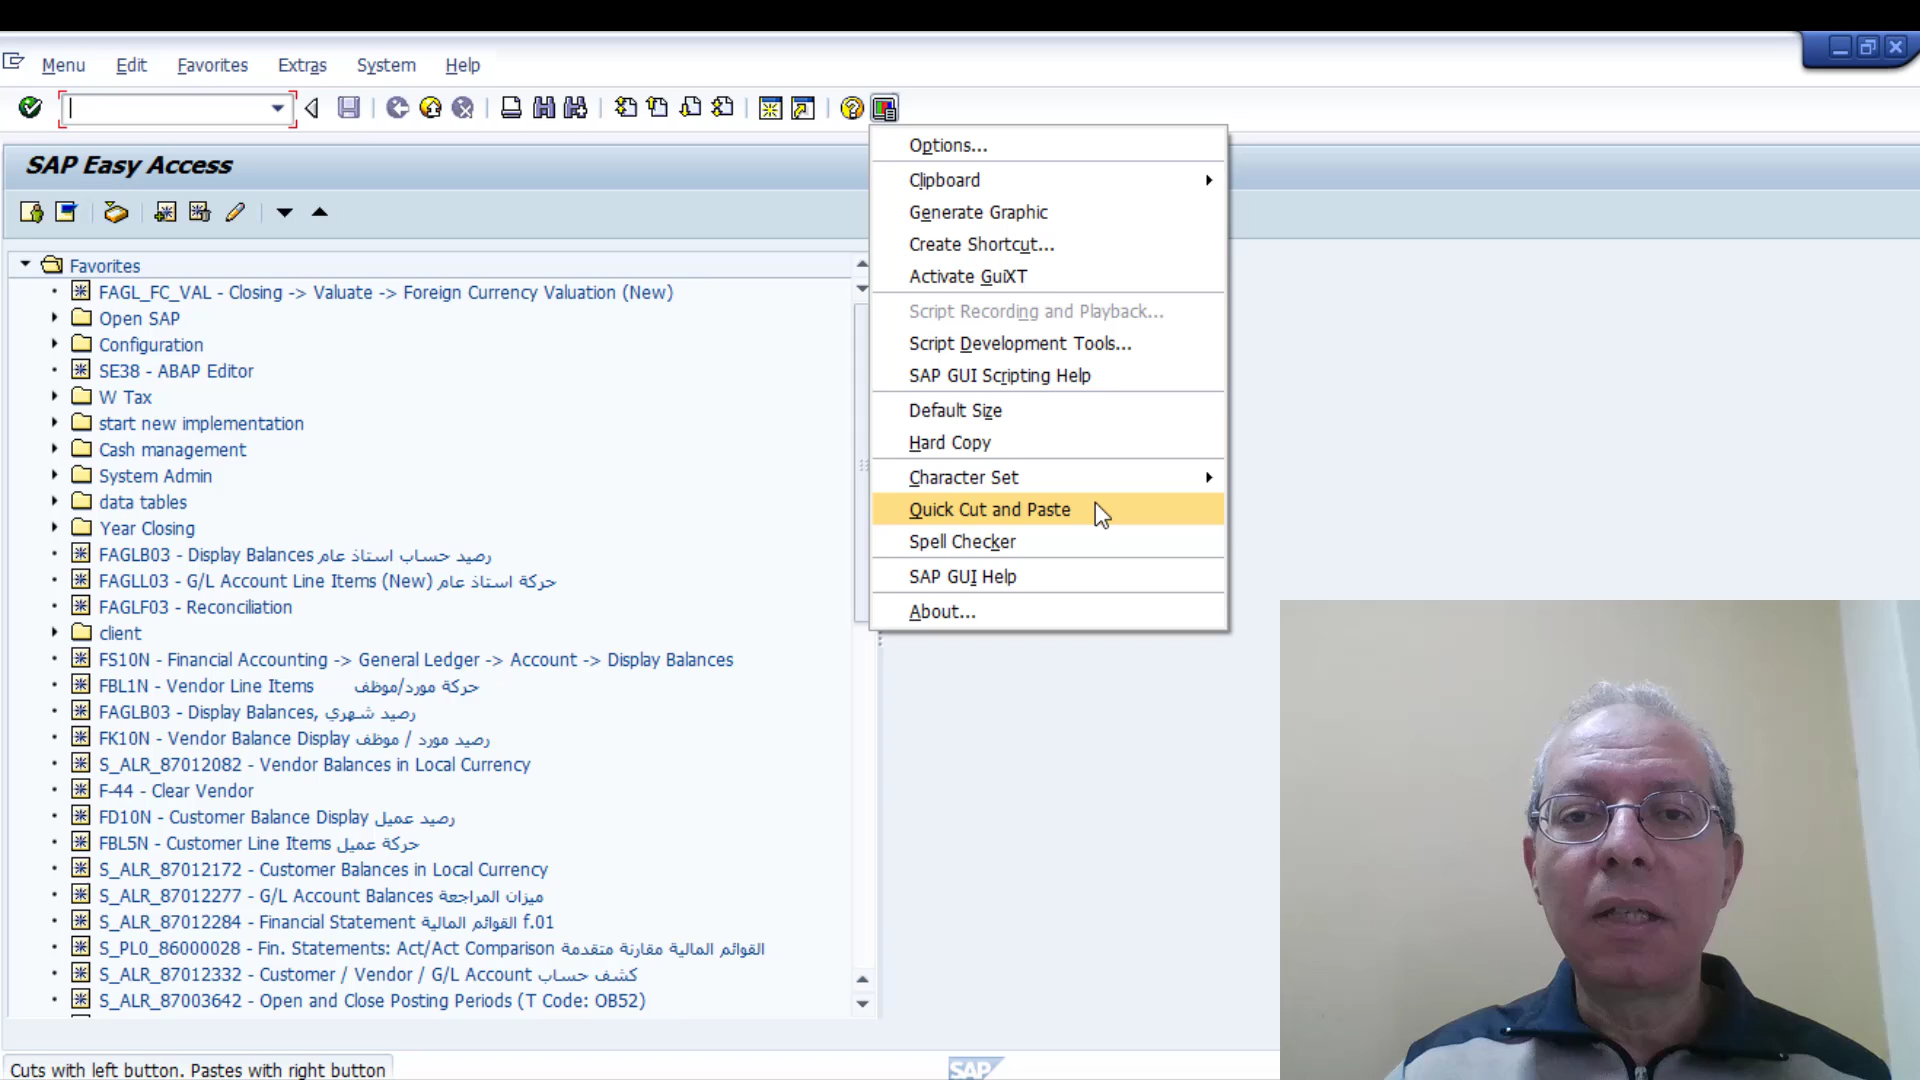 Menu Edit Favorites Extras System Help
SAP Easy Access
Options...
Clipboard
Generate Graphic
Create Shortcut...
Activate GuiXT
Script Recording and Playback...
Script Development Tools...
SAP GUI Scripting Help
Default Size
Hard Copy
Character Set
Quick Cut and Paste
Spell Checker
SAP GUI Help
About...
Favorites
FAGL_FC_VAL - Closing -> Valuate -> Foreign Currency Valuation (New)
Open SAP
Configuration
SE38 - ABAP Editor
W Tax
start new implementation
Cash management
System Admin
data tables
Year Closing
FAGLB03 - Display Balances رصيد حساب استاذ عام
FAGLL03 - G/L Account Line Items (New) حركة استاذ عام
FAGLF03 - Reconciliation
client
FS10N - Financial Accounting -> General Ledger -> Account -> Display Balances
FBL1N - Vendor Line Items حركة مورد/موظف
FAGLB03 - Display Balances, رصيد شهري
FK10N - Vendor Balance Display رصيد مورد / موظف
S_ALR_87012082 - Vendor Balances in Local Currency
F-44 - Clear Vendor
FD10N - Customer Balance Display رصيد عميل
FBL5N - Customer Line Items حركة عميل
S_ALR_87012172 - Customer Balances in Local Currency
S_ALR_87012277 - G/L Account Balances ميزان المراجعة
S_ALR_87012284 - Financial Statement القوائم المالية f.01
S_PL0_86000028 - Fin. Statements: Act/Act Comparison القوائم المالية مقارنة متقدمة
S_ALR_87012332 - Customer / Vendor / G/L Account كشف حساب
S_ALR_87003642 - Open and Close Posting Periods (T Code: OB52)
Cuts with left button. Pastes with right button
SAP